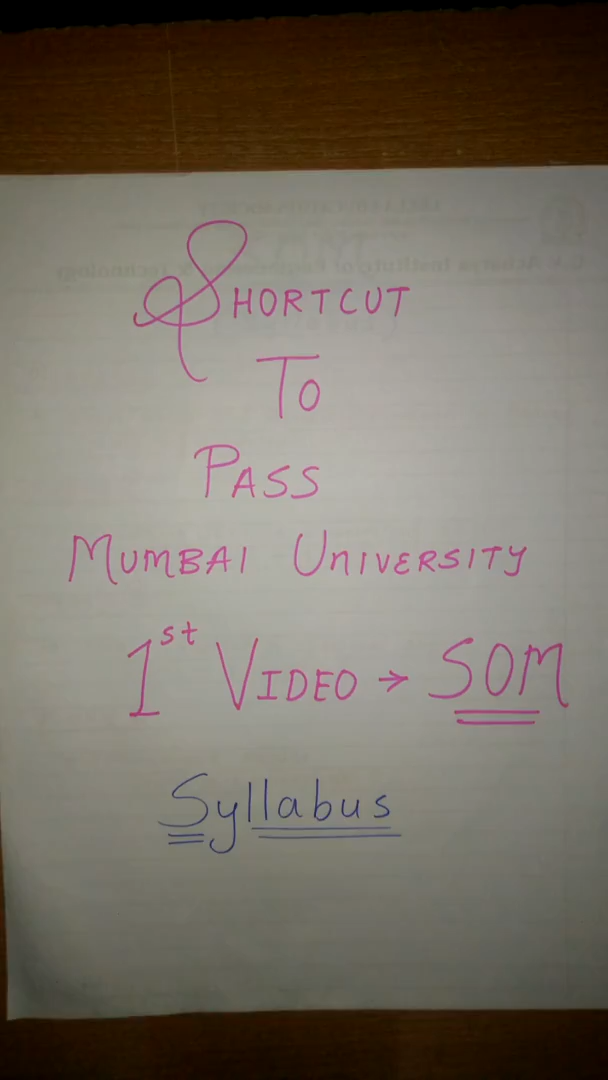 SHORTCUT
TO
PASS
MUMBAI UNIVERSITY
1st VIDEO → SOM
Syllabus